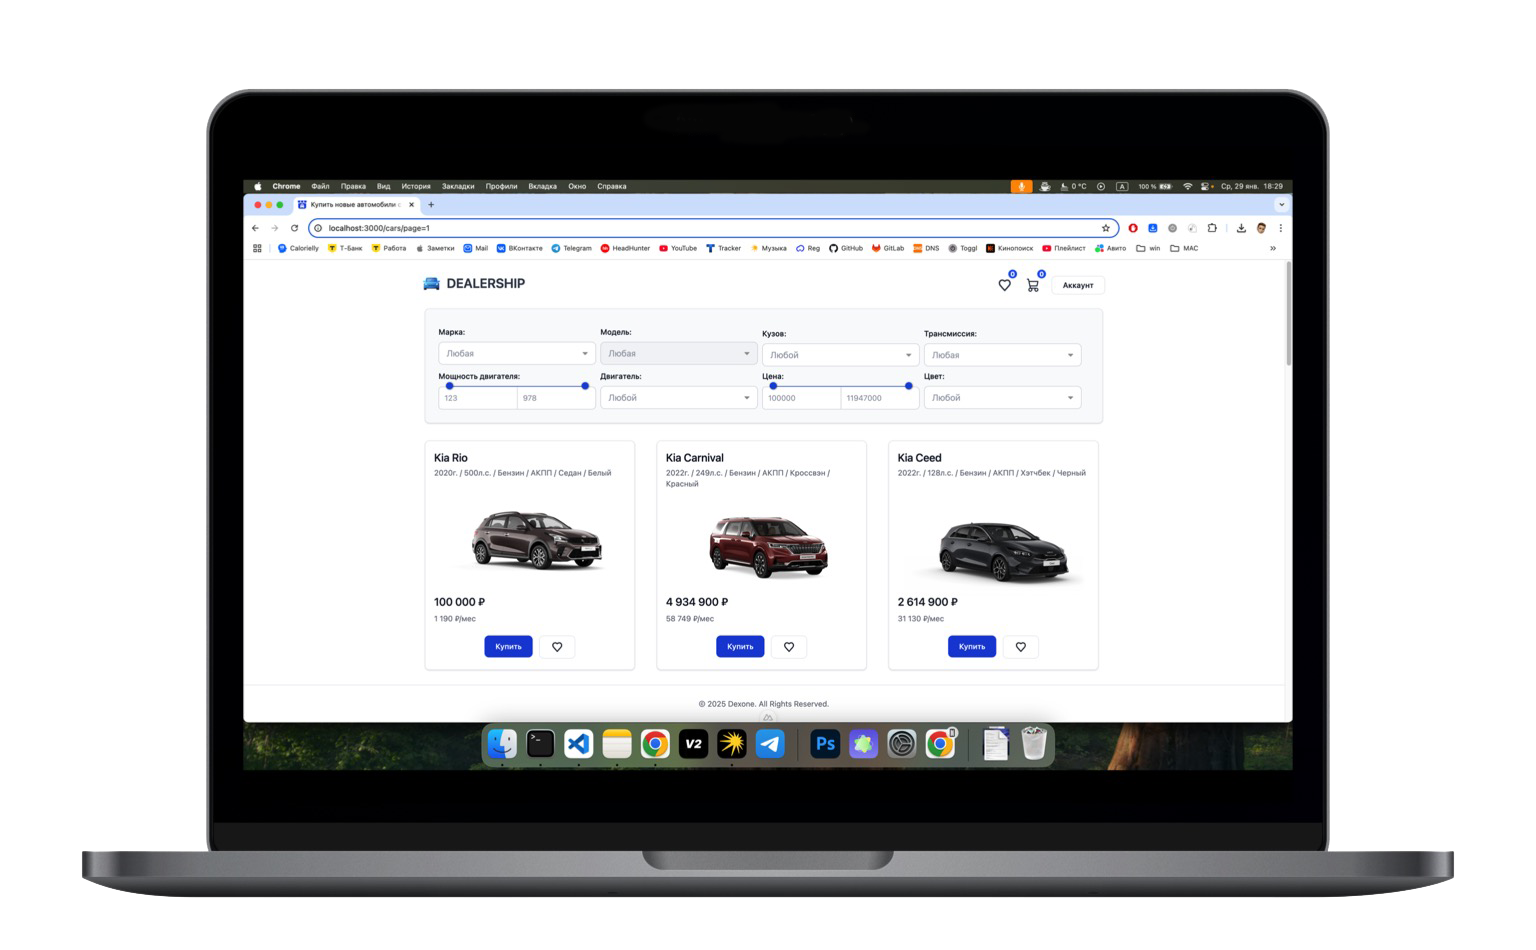 Chrome Файл Правка Вид История Закладки Профили Вкладка Окно Справка 0 °C A 100 % Ср, 29 янв. 18:29
Купить новые автомобили с
localhost:3000/cars/page=1
Calorielly Т-Банк Работа Заметки Mail ВКонтакте Telegram HeadHunter YouTube Tracker Музыка Reg GitHub GitLab DNS Toggl Кинопоиск Плейлист Авито win MAC
DEALERSHIP 0 0 Аккаунт
Марка: Модель: Кузов: Трансмиссия:
Любая Любая Любой Любая
Мощность двигателя: Двигатель: Цена: Цвет:
123 978 Любой 100000 11947000 Любой
Kia Rio
2020г. / 500л.с. / Бензин / АКПП / Седан / Белый
100 000 ₽
1 190 ₽/мес
Купить
Kia Carnival
2022г. / 249л.с. / Бензин / АКПП / Кроссвэн /
Красный
4 934 900 ₽
58 749 ₽/мес
Купить
Kia Ceed
2022г. / 128л.с. / Бензин / АКПП / Хэтчбек / Черный
2 614 900 ₽
31 130 ₽/мес
Купить
© 2025 Dexone. All Rights Reserved.
V2 Ps